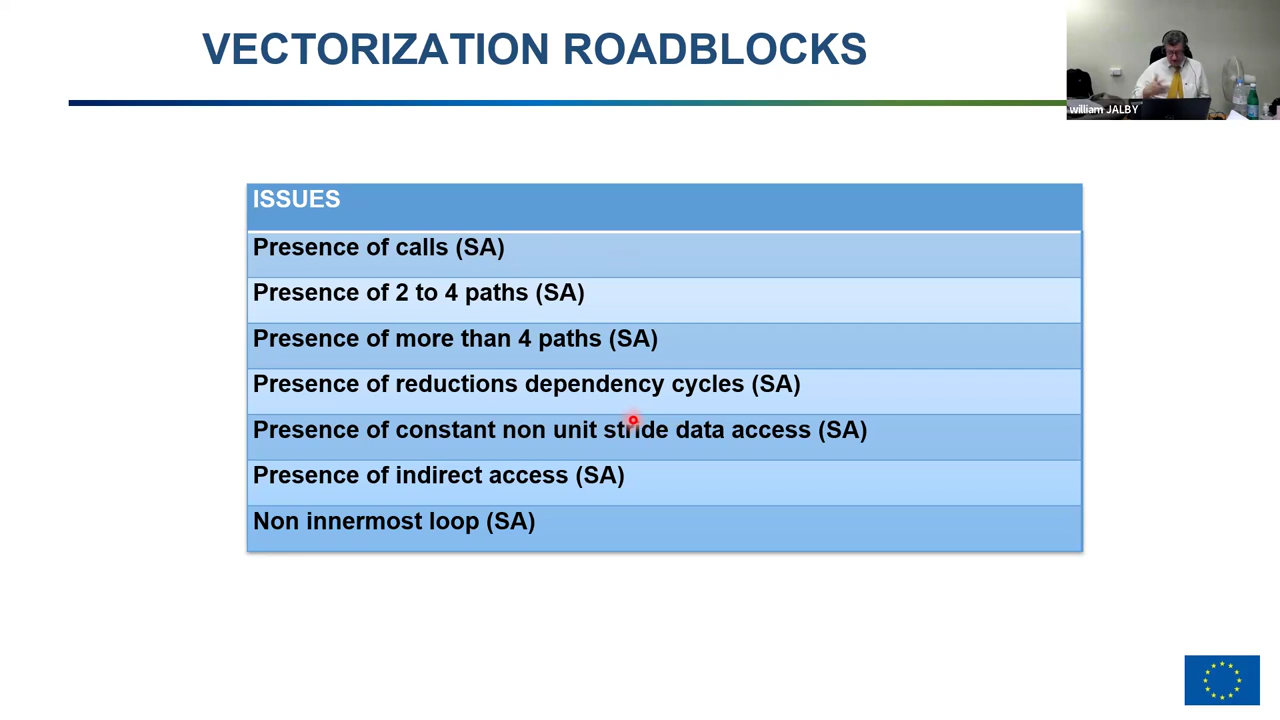 VECTORIZATION ROADBLOCKS
william JALBY
ISSUES
Presence of calls (SA)
Presence of 2 to 4 paths (SA)
Presence of more than 4 paths (SA)
Presence of reductions dependency cycles (SA)
Presence of constant non unit stride data access (SA)
Presence of indirect access (SA)
Non innermost loop (SA)